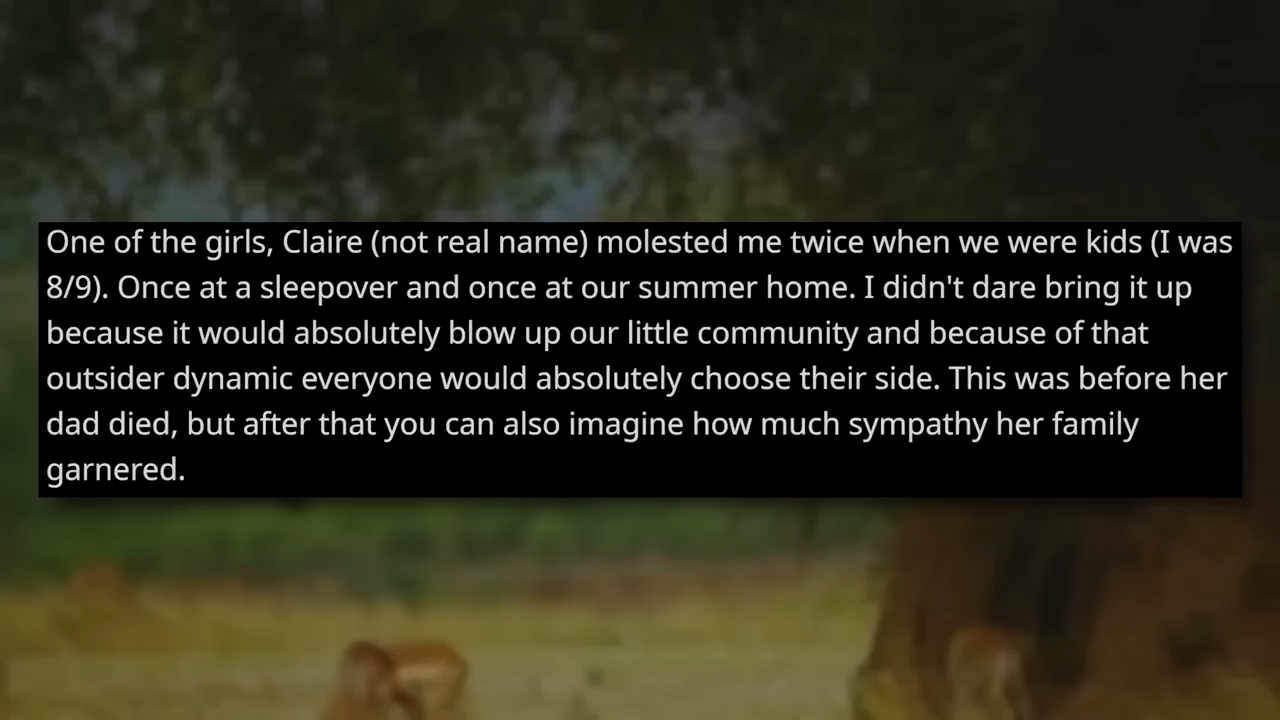 One of the girls, Claire (not real name) molested me twice when we were kids (I was
8/9). Once at a sleepover and once at our summer home. I didn't dare bring it up
because it would absolutely blow up our little community and because of that
outsider dynamic everyone would absolutely choose their side. This was before her
dad died, but after that you can also imagine how much sympathy her family
garnered.